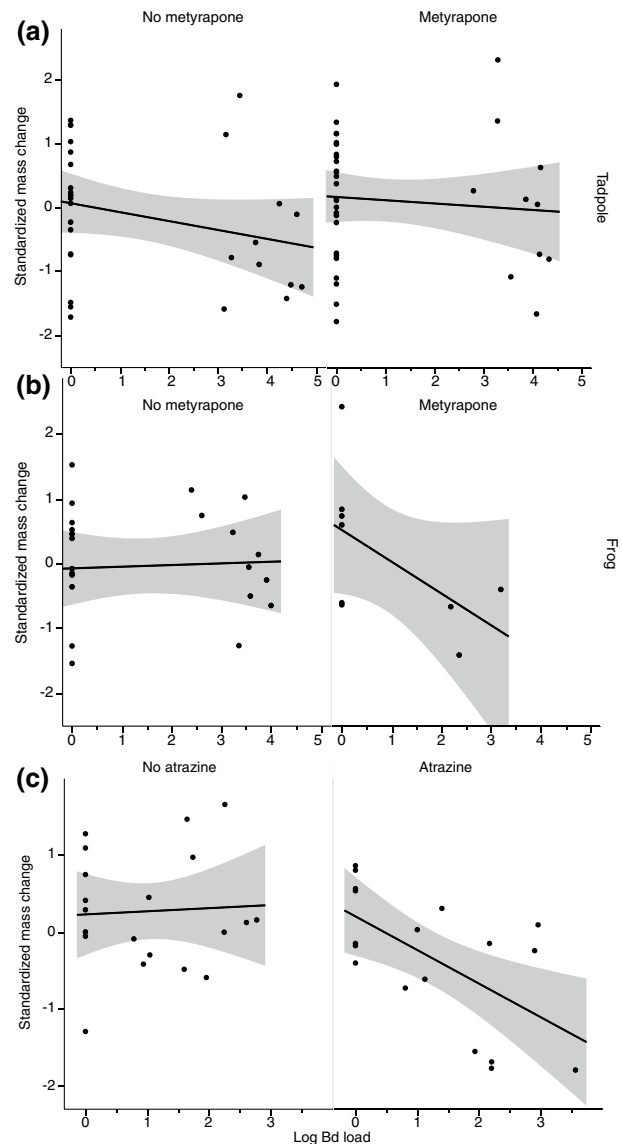 (a)
No metyrapone
Metyrapone
Standardized mass change
2
1
0
-1
-2
Tadpole
0 1 2 3 4 5
0 1 2 3 4 5
(b)
No metyrapone
Metyrapone
Standardized mass change
2
1
0
-1
-2
Frog
0 1 2 3 4 5
0 1 2 3 4 5
(c)
No atrazine
Atrazine
Standardized mass change
1
0
-1
-2
0 1 2 3
0 1 2 3
Log Bd load